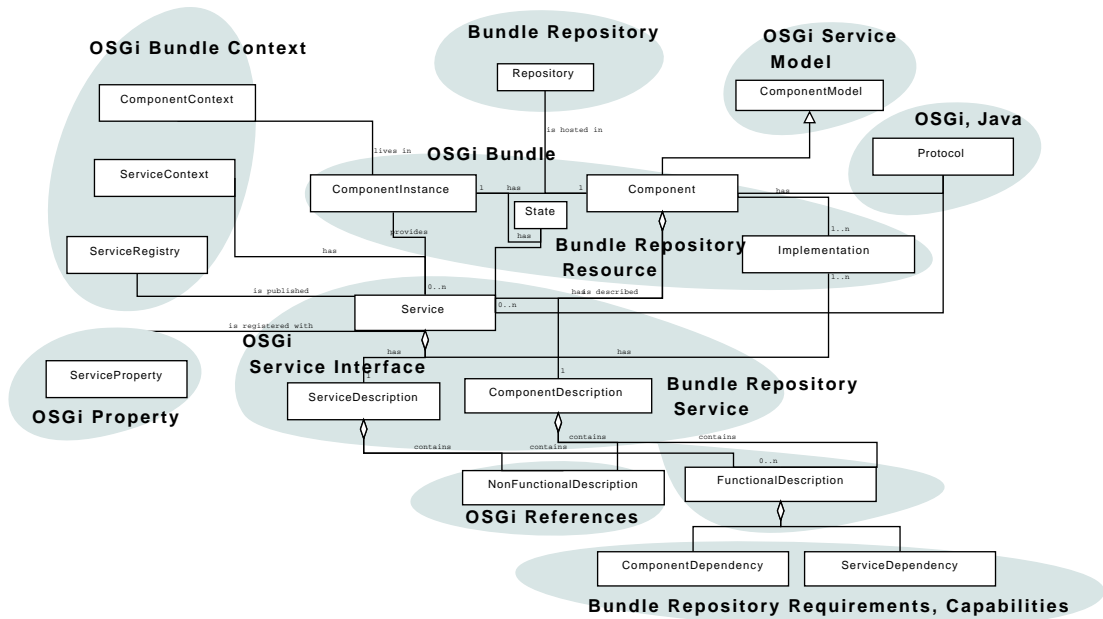 Bundle Repository
OSGi Service
Model
OSGi Bundle Context
Repository
ComponentModel
ComponentContext
OSGi, Java
is hosted in
Protocol
lives in
OSGi Bundle
ServiceContext
ComponentInstance
1
has
1
Component
has
State
provides
has
1..n
ServiceRegistry
has
Bundle Repository
Resource
Implementation
1..n
is published
0..n
has
is described
0..n
Service
is registered with
OSGi
Service Interface
has
has
1
1
ServiceProperty
OSGi Property
ServiceDescription
ComponentDescription
Bundle Repository
Service
contains
contains
contains
contains
0..n
NonFunctionalDescription
FunctionalDescription
OSGi References
ComponentDependency
ServiceDependency
Bundle Repository Requirements, Capabilities